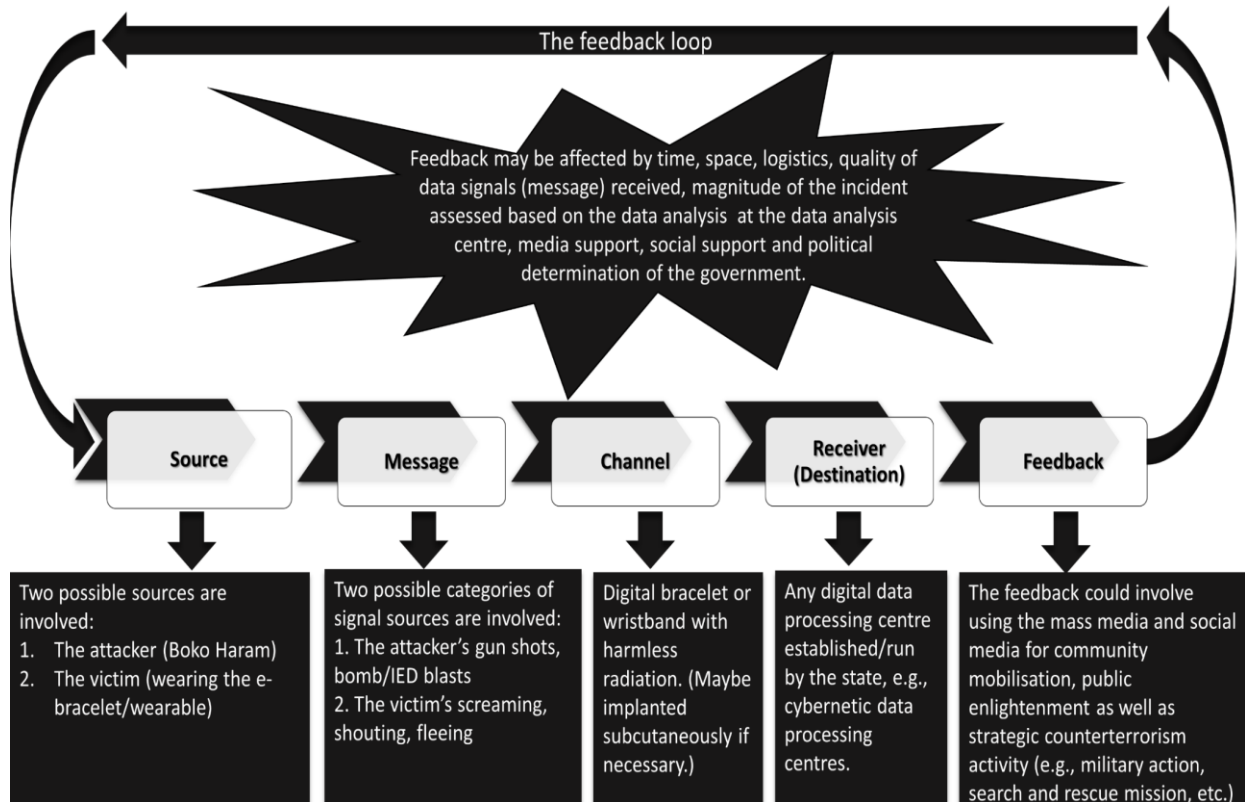 The feedback loop
Feedback may be affected by time, space, logistics, quality of
data signals (message) received, magnitude of the incident
assessed based on the data analysis at the data analysis
centre, media support, social support and political
determination of the government.
Source
Message
Channel
Receiver
(Destination)
Feedback
Two possible sources are
involved:
1. The attacker (Boko Haram)
2. The victim (wearing the e-
bracelet/wearable)
Two possible categories of
signal sources are involved:
1. The attacker’s gun shots,
bomb/IED blasts
2. The victim’s screaming,
shouting, fleeing
Digital bracelet or
wristband with
harmless
radiation. (Maybe
implanted
subcutaneously if
necessary.)
Any digital data
processing centre
established/run
by the state, e.g.,
cybernetic data
processing
centres.
The feedback could involve
using the mass media and social
media for community
mobilisation, public
enlightenment as well as
strategic counterterrorism
activity (e.g., military action,
search and rescue mission, etc.)